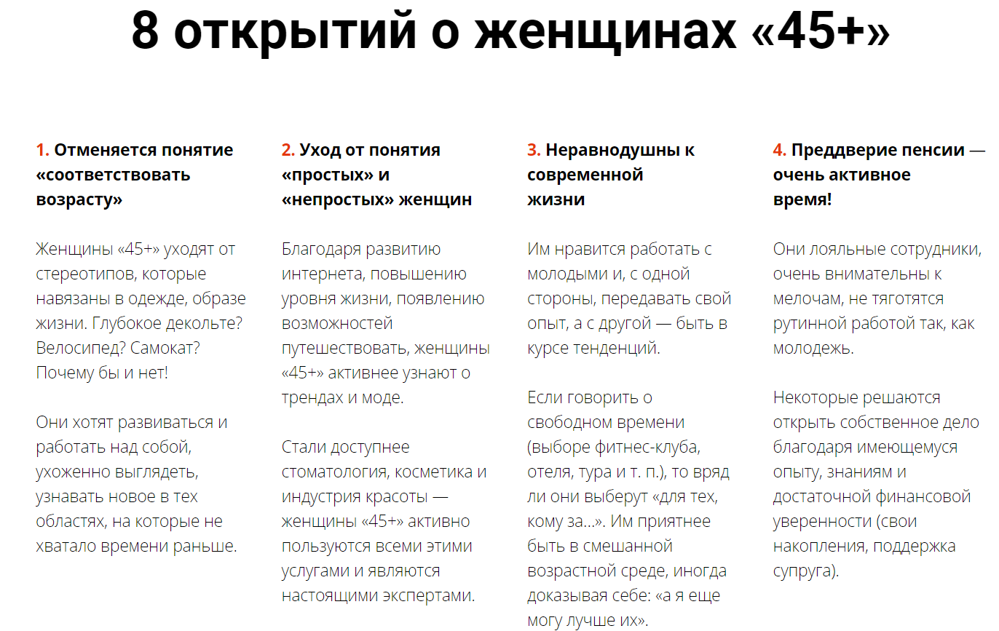 8 открытий о женщинах «45+»
1. Отменяется понятие
«соответствовать
возрасту»
Женщины «45+» уходят от
стереотипов, которые
навязаны в одежде, образе
жизни. Глубокое декольте?
Велосипед? Самокат?
Почему бы и нет!
Они хотят развиваться и
работать над собой,
ухоженно выглядеть,
узнавать новое в тех
областях, на которые не
хватало времени раньше.
2. Уход от понятия
«простых» и
«непростых» женщин
Благодаря развитию
интернета, повышению
уровня жизни, появлению
возможностей
путешествовать, женщины
«45+» активнее узнают о
трендах и моде.
Стали доступнее
стоматология, косметика и
индустрия красоты —
женщины «45+» активно
пользуются всеми этими
услугами и являются
настоящими экспертами.
3. Неравнодушны к
современной
жизни
Им нравится работать с
молодыми и, с одной
стороны, передавать свой
опыт, а с другой — быть в
курсе тенденций.
Если говорить о
свободном времени
(выборе фитнес-клуба,
отеля, тура и т. п.), то вряд
ли они выберут «для тех,
кому за...». Им приятнее
быть в смешанной
возрастной среде, иногда
доказывая себе: «а я еще
могу лучше их».
4. Преддверие пенсии —
очень активное
время!
Они лояльные сотрудники,
очень внимательны к
мелочам, не тяготятся
рутинной работой так, как
молодежь.
Некоторые решаются
открыть собственное дело
благодаря имеющемуся
опыту, знаниям и
достаточной финансовой
уверенности (свои
накопления, поддержка
супруга).